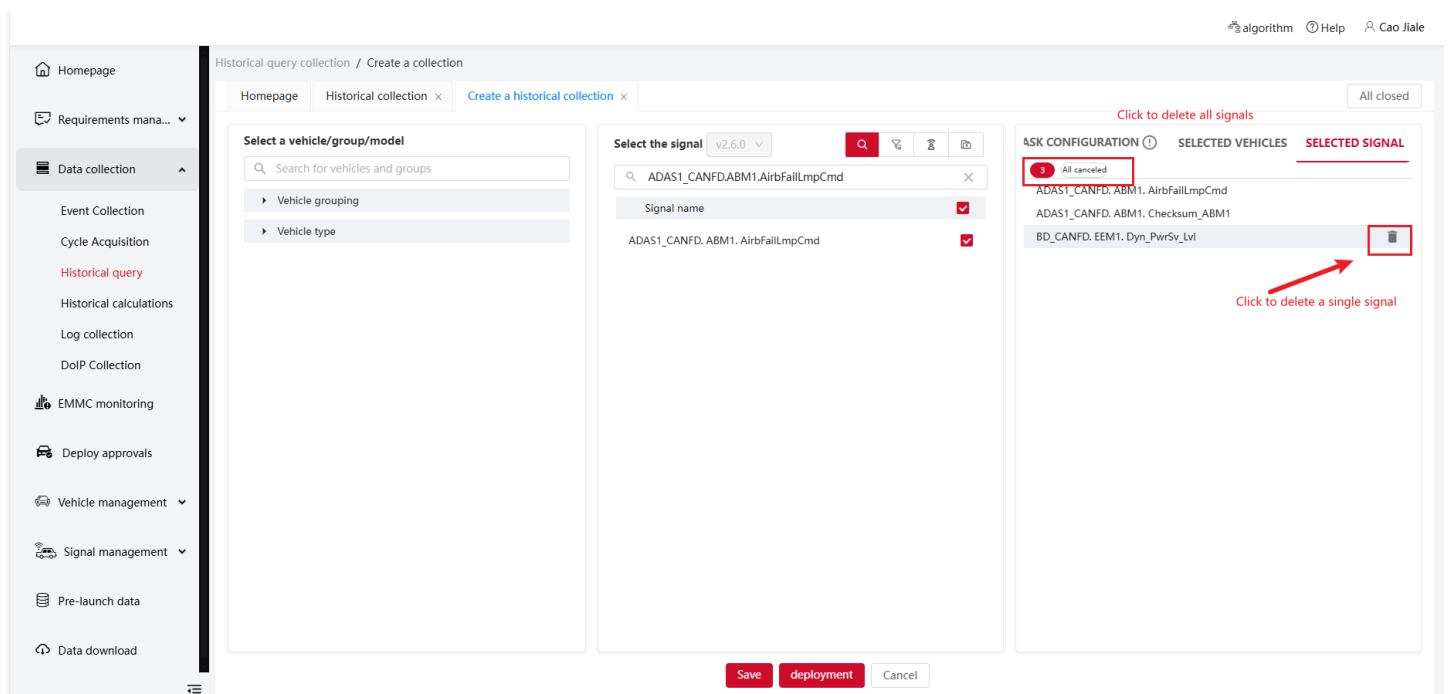 algorithm Help Cao Jiale
Homepage
Requirements mana...
Data collection
Event Collection
Cycle Acquisition
Historical query
Historical calculations
Log collection
DoIP Collection
EMMC monitoring
Deploy approvals
Vehicle management
Signal management
Pre-launch data
Data download
Historical query collection / Create a collection
Homepage Historical collection × Create a historical collection × All closed
Select a vehicle/group/model
Search for vehicles and groups
Vehicle grouping
Vehicle type
Select the signal v2.6.0
ADAS1_CANFD.ABM1.AirbFailLmpCmd
Signal name
ADAS1_CANFD. ABM1. AirbFailLmpCmd
Click to delete all signals
ASK CONFIGURATION SELECTED VEHICLES SELECTED SIGNAL
3 All canceled
ADAS1_CANFD. ABM1. AirbFailLmpCmd
ADAS1_CANFD. ABM1. Checksum_ABM1
BD_CANFD. EEM1. Dyn_PwrSv_Lvl
Click to delete a single signal
Save deployment Cancel